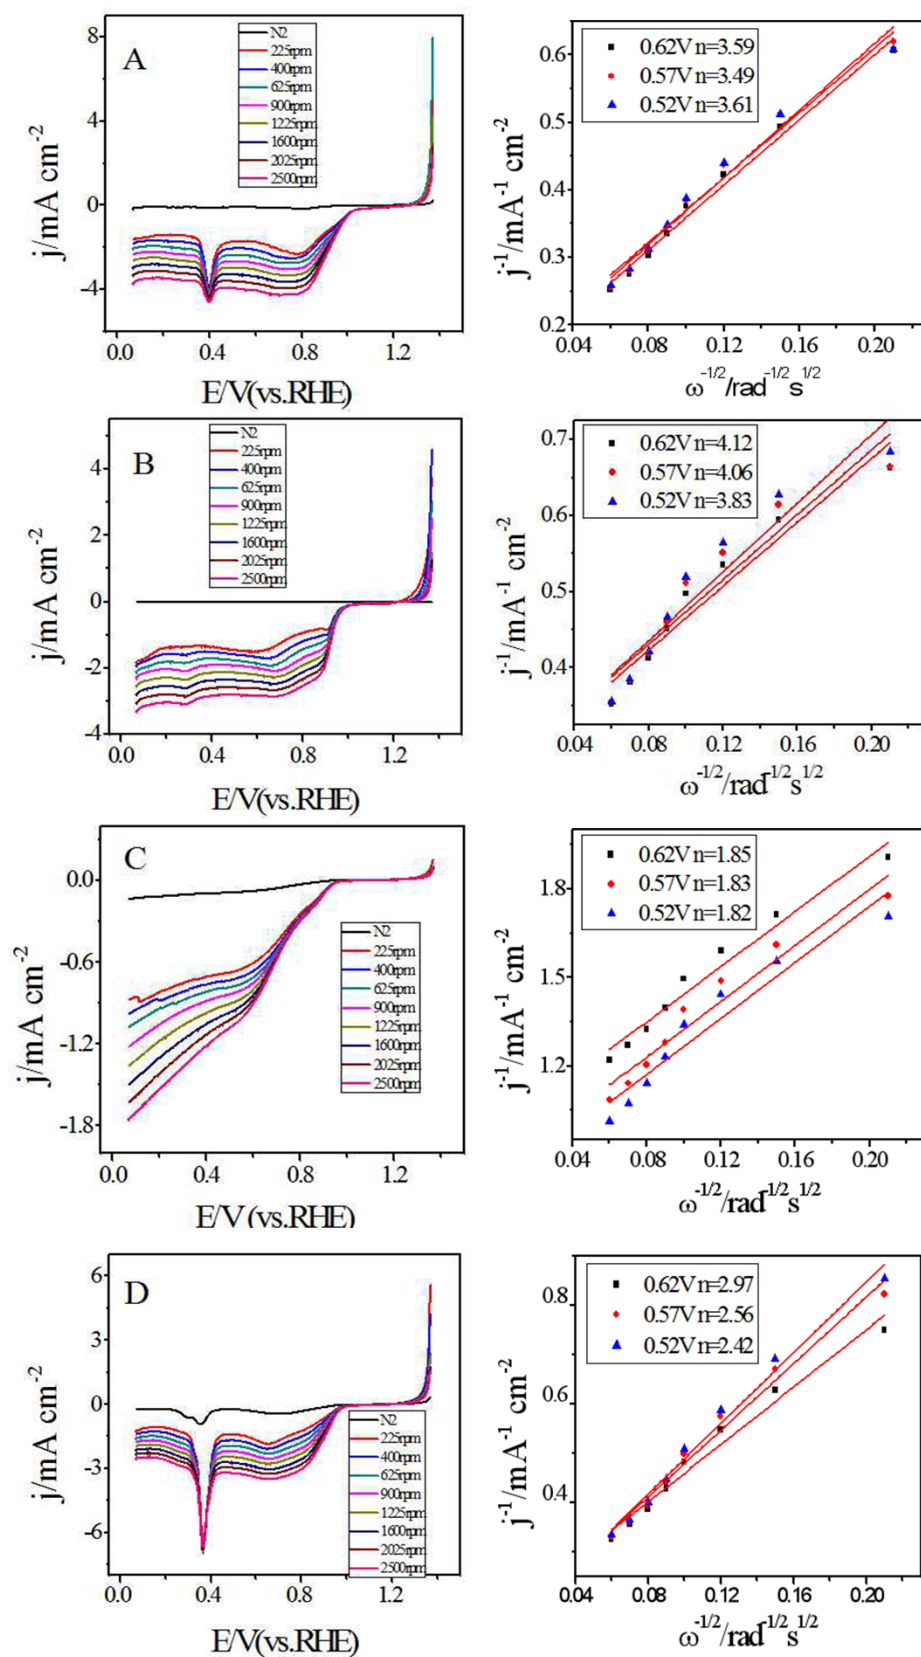 A
N2
225rpm
400rpm
625rpm
900rpm
1225rpm
1600rpm
2025rpm
2500rpm
8
4
0
-4
0.0 0.4 0.8 1.2
j/mA cm-2
E/V(vs.RHE)
0.62V n=3.59
0.57V n=3.49
0.52V n=3.61
0.6
0.5
0.4
0.3
0.2
0.04 0.08 0.12 0.16 0.20
j-1/mA-1 cm-2
ω-1/2/rad-1/2s1/2
B
N2
225rpm
400rpm
625rpm
900rpm
1225rpm
1600rpm
2025rpm
2500rpm
4
2
0
-2
-4
0.0 0.4 0.8 1.2
j/mA cm-2
E/V(vs.RHE)
0.62V n=4.12
0.57V n=4.06
0.52V n=3.83
0.7
0.6
0.5
0.4
0.04 0.08 0.12 0.16 0.20
j-1/mA-1 cm-2
ω-1/2/rad-1/2s1/2
C
N2
225rpm
400rpm
625rpm
900rpm
1225rpm
1600rpm
2025rpm
2500rpm
0.0
-0.6
-1.2
-1.8
0.0 0.4 0.8 1.2
j/mA cm-2
E/V(vs.RHE)
0.62V n=1.85
0.57V n=1.83
0.52V n=1.82
1.8
1.5
1.2
0.04 0.08 0.12 0.16 0.20
j-1/mA-1 cm-2
ω-1/2/rad-1/2s1/2
D
N2
225rpm
400rpm
625rpm
900rpm
1225rpm
1600rpm
2025rpm
2500rpm
6
3
0
-3
-6
0.0 0.4 0.8 1.2
j/mA cm-2
E/V(vs.RHE)
0.62V n=2.97
0.57V n=2.56
0.52V n=2.42
0.8
0.6
0.4
0.04 0.08 0.12 0.16 0.20
j-1/mA-1 cm-2
ω-1/2/rad-1/2s1/2